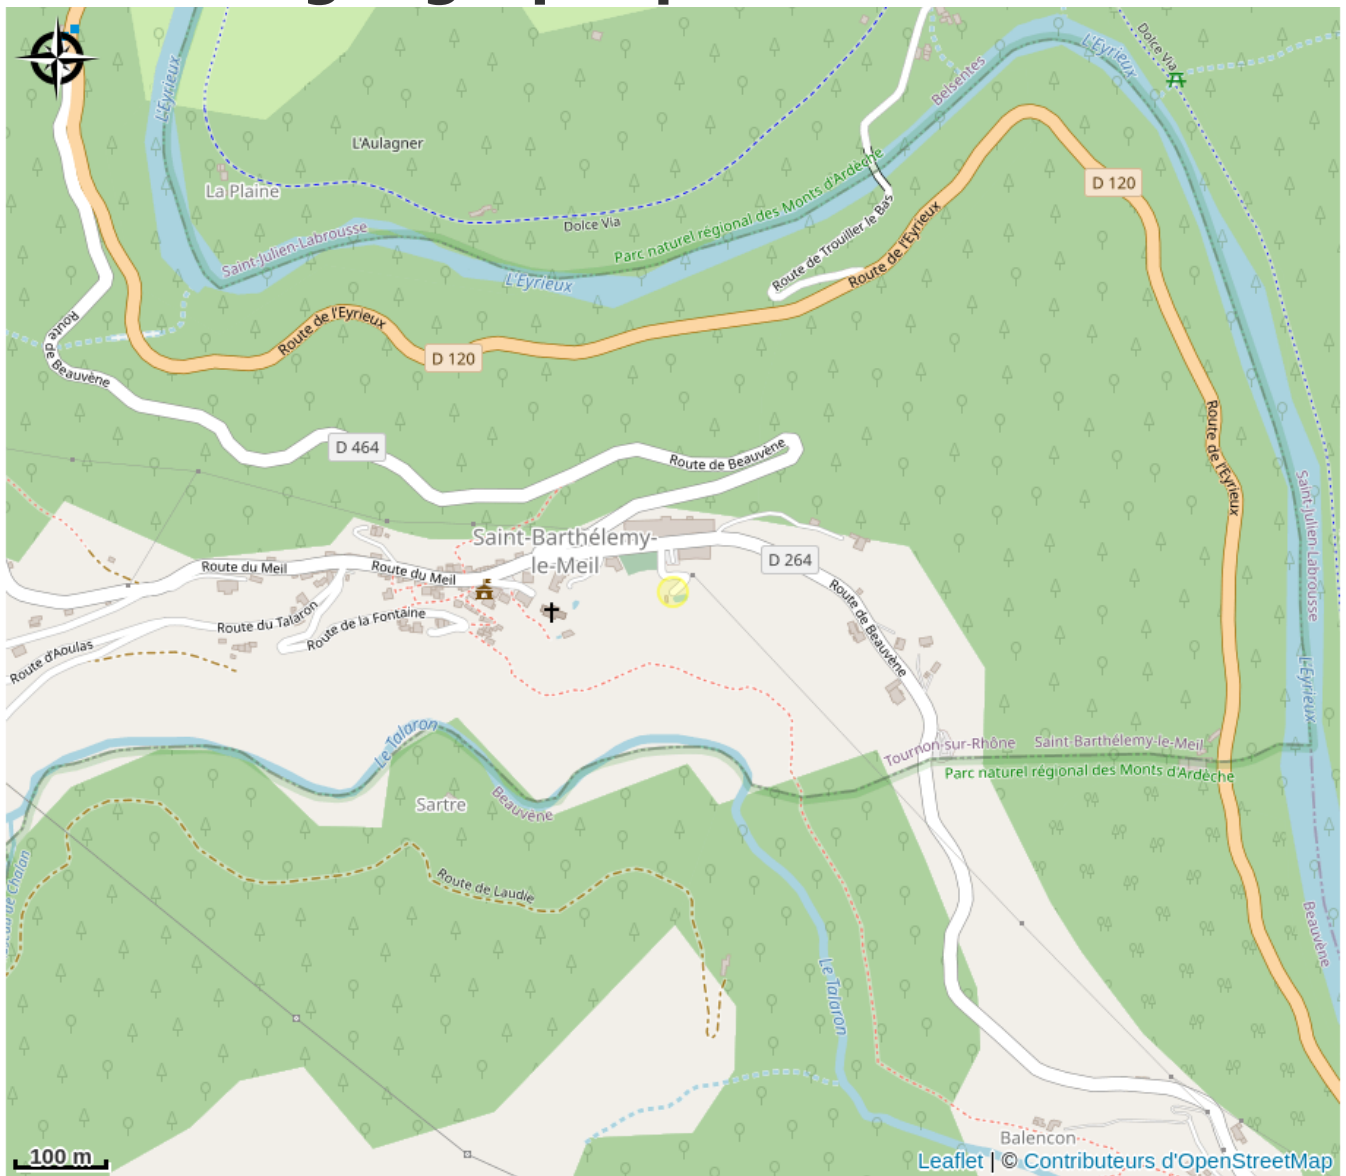 L'Eyrieux
Dolce Via
L'Eyrieux
Belsentes
L'Aulagner
La Plaine
D 120
Dolce Via
Parc naturel régional des Monts d'Ardèche
Saint-Julien-Labrousse
Route de Trouiller le Bas
Route de l'Eyrieux
L'Eyrieux
Route de l'Eyrieux
Route de Beauvène
D 120
Route de l'Eyrieux
D 464
Route de Beauvène
Saint-Julien-Labrousse
Saint-Barthélemy-
le-Meil
D 264
Route du Meil
Route du Meil
Route de Beauvène
Route du Talaron
Route de la Fontaine
Route d'Aoulas
L'Eyrieux
Le Talaron
Tournon-sur-Rhône
Saint-Barthélemy-le-Meil
Parc naturel régional des Monts d'Ardèche
Sartre
Beauvène
Route de Laudie
de Chalan
Beauvène
Le Talaron
Balencon
100 m
Leaflet | © Contributeurs d'OpenStreetMap